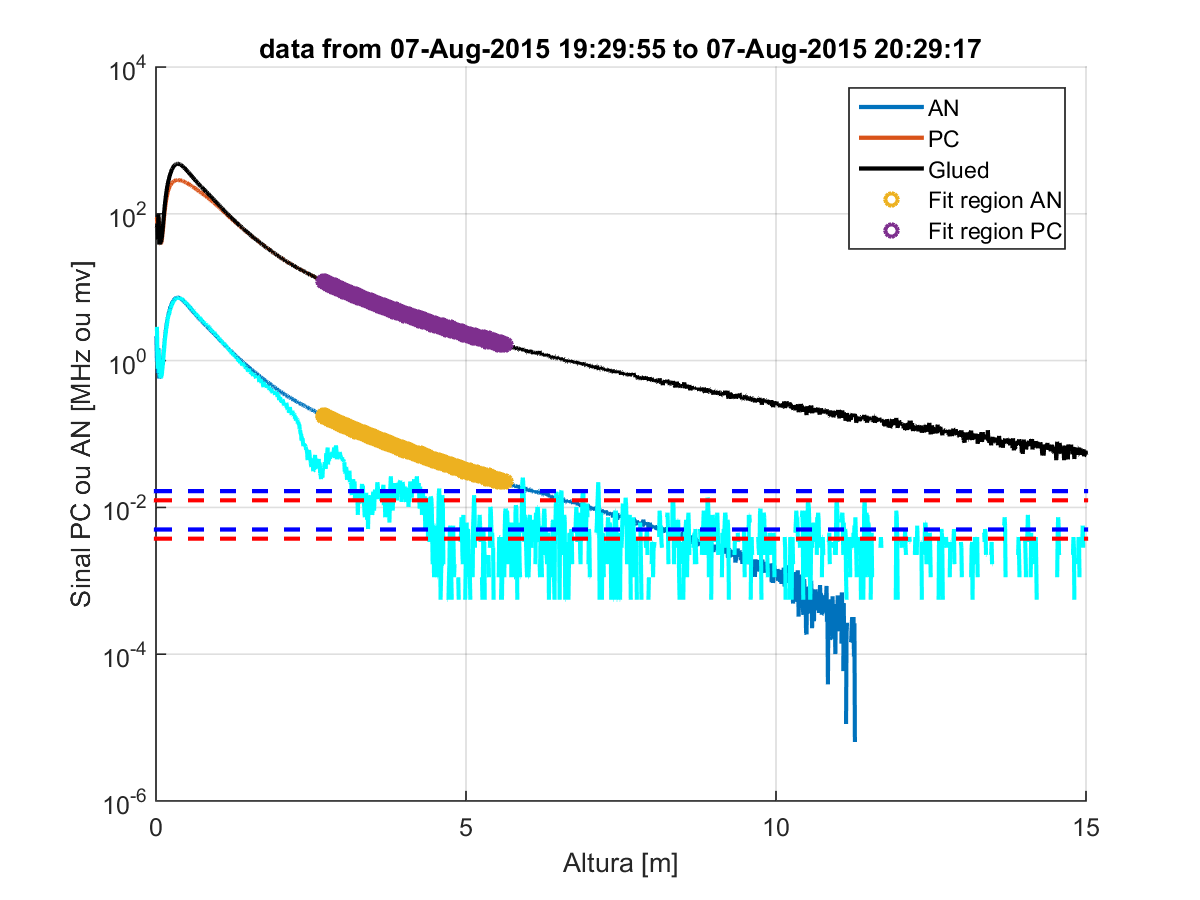 data from 07-Aug-2015 19:29:55 to 07-Aug-2015 20:29:17
10^4
10^2
10^0
10^-2
10^-4
10^-6
Sinal PC ou AN [MHz ou mv]
AN
PC
Glued
Fit region AN
Fit region PC
0
5
10
15
Altura [m]